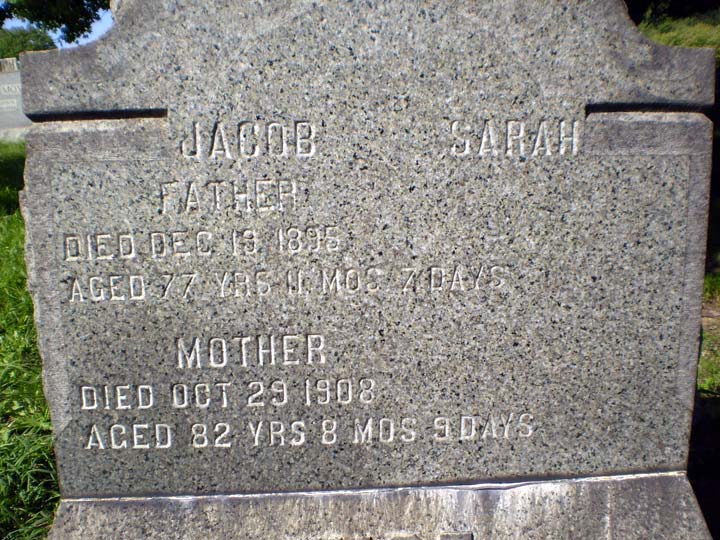 JACOB SARAH
FATHER
DIED DEC 19 1895
AGED 77 YRS 11 MOS 7 DAYS
MOTHER
DIED OCT 29 1908
AGED 82 YRS 8 MOS 9 DAYS